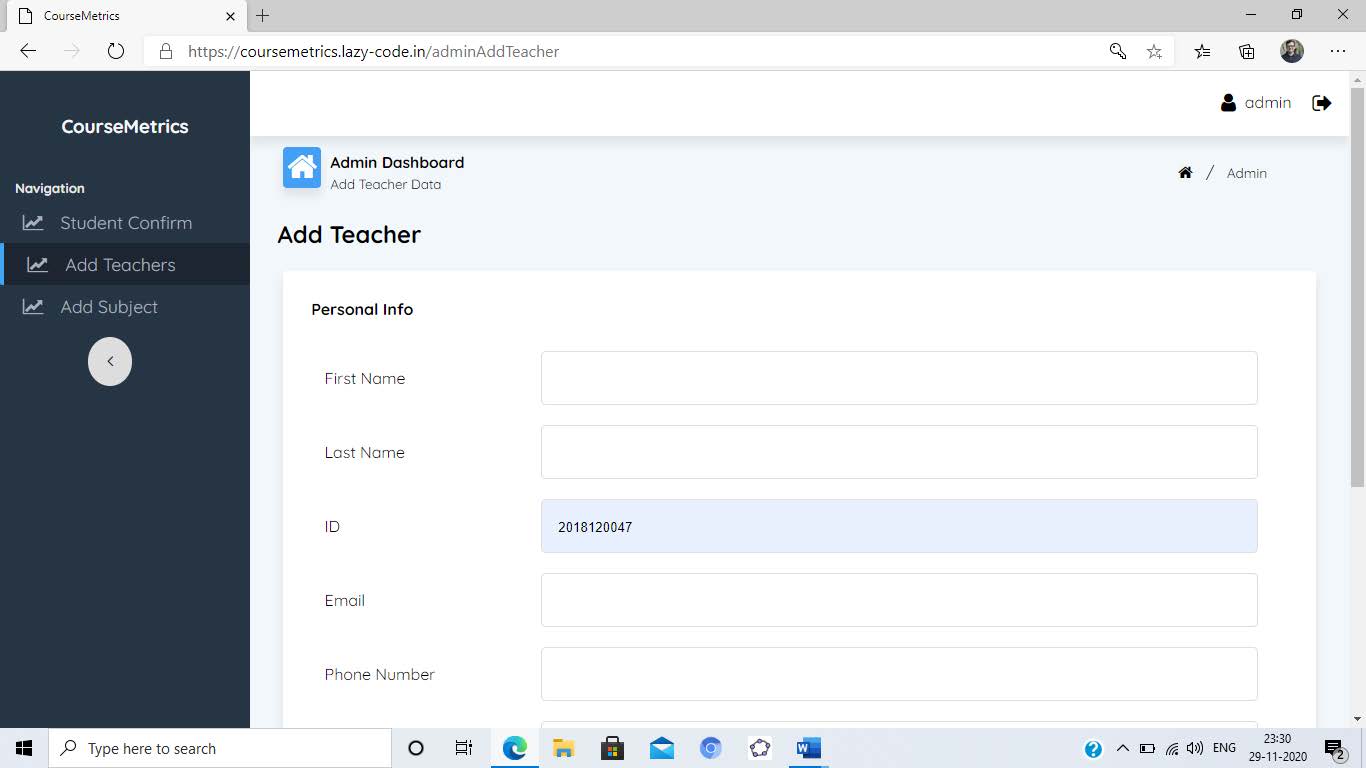 CourseMetrics
https://coursemetrics.lazy-code.in/adminAddTeacher
CourseMetrics
admin
Admin Dashboard
Add Teacher Data
/ Admin
Navigation
Student Confirm
Add Teachers
Add Subject
Add Teacher
Personal Info
First Name
Last Name
ID
2018120047
Email
Phone Number
Type here to search
ENG
23:30
29-11-2020
2